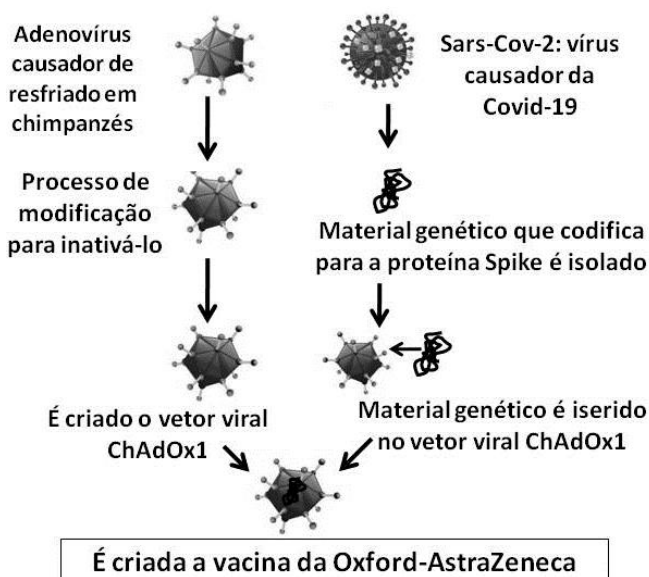 Adenovírus
causador de
resfriado em
chimpanzés
Sars-Cov-2: vírus
causador da
Covid-19
Processo de
modificação
para inativá-lo
Material genético que codifica
para a proteína Spike é isolado
É criado o vetor viral
ChAdOx1
Material genético é iserido
no vetor viral ChAdOx1
É criada a vacina da Oxford-AstraZeneca